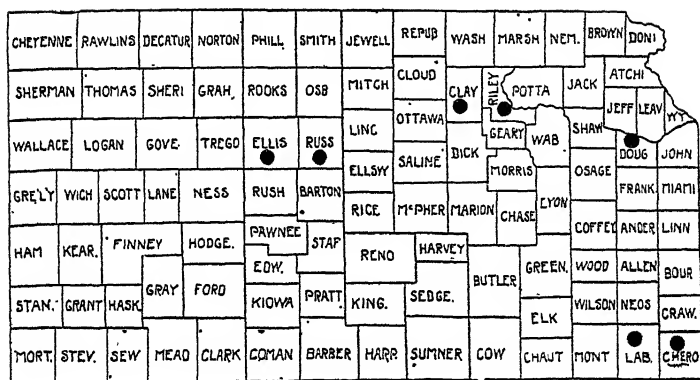 CHEYENNE RAWLINS DECATUR NORTON PHILL. SMITH JEWELL REPUB WASH MARSH NEM. BROWN DONI
SHERMAN THOMAS SHERI GRAH. ROOKS OSB MITCH CLOUD CLAY RILEY POTTA JACK ATCHI
JEFF LEAV WY
OTTAWA
WALLACE LOGAN GOVE. TREGO ELLIS RUSS LINC GEARY WAB SHAW DOUG JOHN
SALINE DICK MORRIS
GRE'LY WICH SCOTT LANE NESS RUSH BARTON ELLSW OSAGE FRANK MIAMI
RICE McPHER MARION CHASE LYON
HAM KEAR. FINNEY HODGE. PAWNEE STAF COFFEY ANDER LINN
EDW. RENO HARVEY
STAN. GRANT HASK. GRAY FORD KIOWA PRATT KING. SEDGE. BUTLER GREEN. WOOD ALLEN BOUR
ELK WILSON NEOS CRAW.
MORT. STEV. SEW MEAD CLARK COMAN BARBER HARP. SUMNER COW CHAUT MONT LAB. CHERO